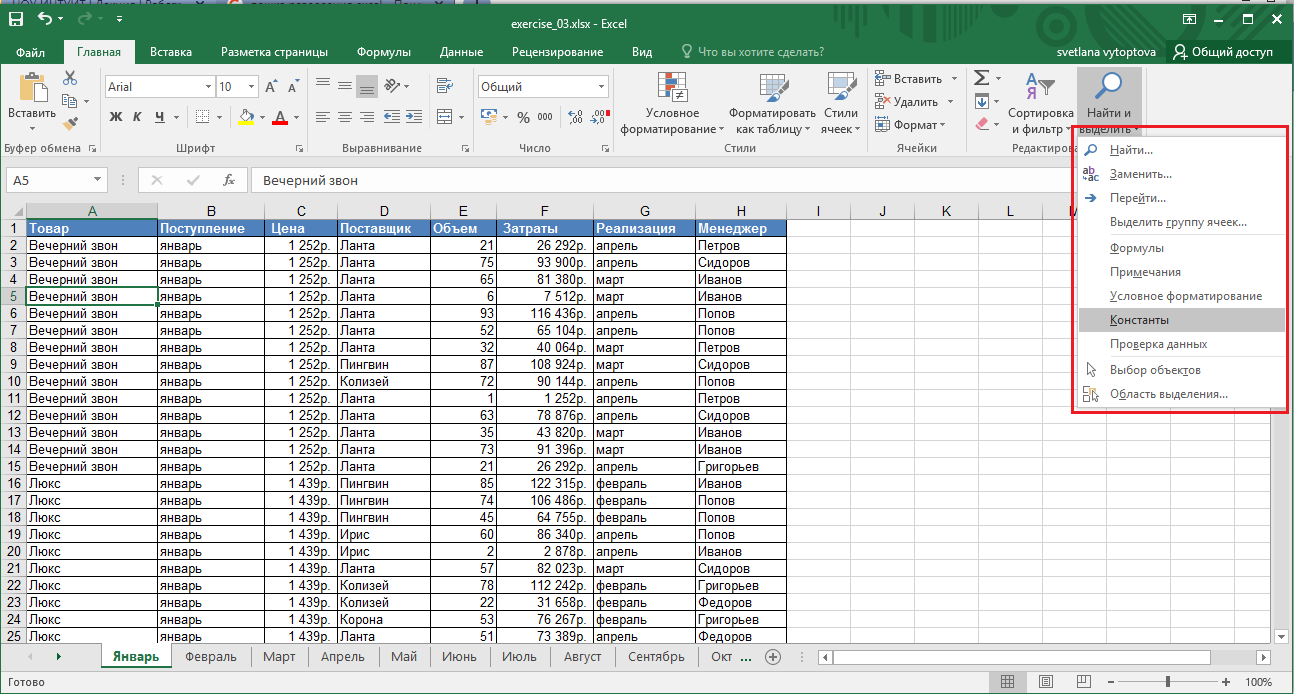 exercise_03.xlsx - Excel
Файл Главная Вставка Разметка страницы Формулы Данные Рецензирование Вид Что вы хотите сделать? svetlana vytoptova Общий доступ
Вставить
Буфер обмена
Arial 10
Ж К Ч
Шрифт
Выравнивание
Общий
% 000
Число
Условное форматирование
Форматировать как таблицу
Стили ячеек
Стили
Вставить
Удалить
Формат
Ячейки
Сортировка и фильтр
Найти и выделить
Найти...
Заменить...
Перейти...
Выделить группу ячеек...
Формулы
Примечания
Условное форматирование
Константы
Проверка данных
Выбор объектов
Область выделения...
A5 fx Вечерний звон
A B C D E F G H I J K L
1 Товар Поступление Цена Поставщик Объем Затраты Реализация Менеджер
2 Вечерний звон январь 1 252р. Ланта 21 26 292р. апрель Петров
3 Вечерний звон январь 1 252р. Ланта 75 93 900р. апрель Сидоров
4 Вечерний звон январь 1 252р. Ланта 65 81 380р. март Иванов
5 Вечерний звон январь 1 252р. Ланта 6 7 512р. март Иванов
6 Вечерний звон январь 1 252р. Ланта 93 116 436р. апрель Попов
7 Вечерний звон январь 1 252р. Ланта 52 65 104р. апрель Попов
8 Вечерний звон январь 1 252р. Ланта 32 40 064р. март Петров
9 Вечерний звон январь 1 252р. Пингвин 87 108 924р. март Сидоров
10 Вечерний звон январь 1 252р. Колизей 72 90 144р. апрель Попов
11 Вечерний звон январь 1 252р. Ланта 1 1 252р. апрель Попов
12 Вечерний звон январь 1 252р. Ланта 63 78 876р. апрель Сидоров
13 Вечерний звон январь 1 252р. Ланта 35 43 820р. март Иванов
14 Вечерний звон январь 1 252р. Ланта 73 91 396р. март Иванов
15 Вечерний звон январь 1 252р. Ланта 21 26 292р. апрель Григорьев
16 Люкс январь 1 439р. Пингвин 85 122 315р. февраль Иванов
17 Люкс январь 1 439р. Пингвин 74 106 486р. февраль Попов
18 Люкс январь 1 439р. Пингвин 45 64 755р. февраль Попов
19 Люкс январь 1 439р. Ирис 60 86 340р. апрель Попов
20 Люкс январь 1 439р. Ирис 2 2 878р. апрель Иванов
21 Люкс январь 1 439р. Ланта 57 82 023р. март Сидоров
22 Люкс январь 1 439р. Колизей 78 112 242р. февраль Григорьев
23 Люкс январь 1 439р. Колизей 22 31 658р. февраль Федоров
24 Люкс январь 1 439р. Корона 53 76 267р. февраль Григорьев
25 Люкс январь 1 439р. Ланта 51 73 389р. апрель Федоров
Январь Февраль Март Апрель Май Июнь Июль Август Сентябрь Окт ...
Готово 100%